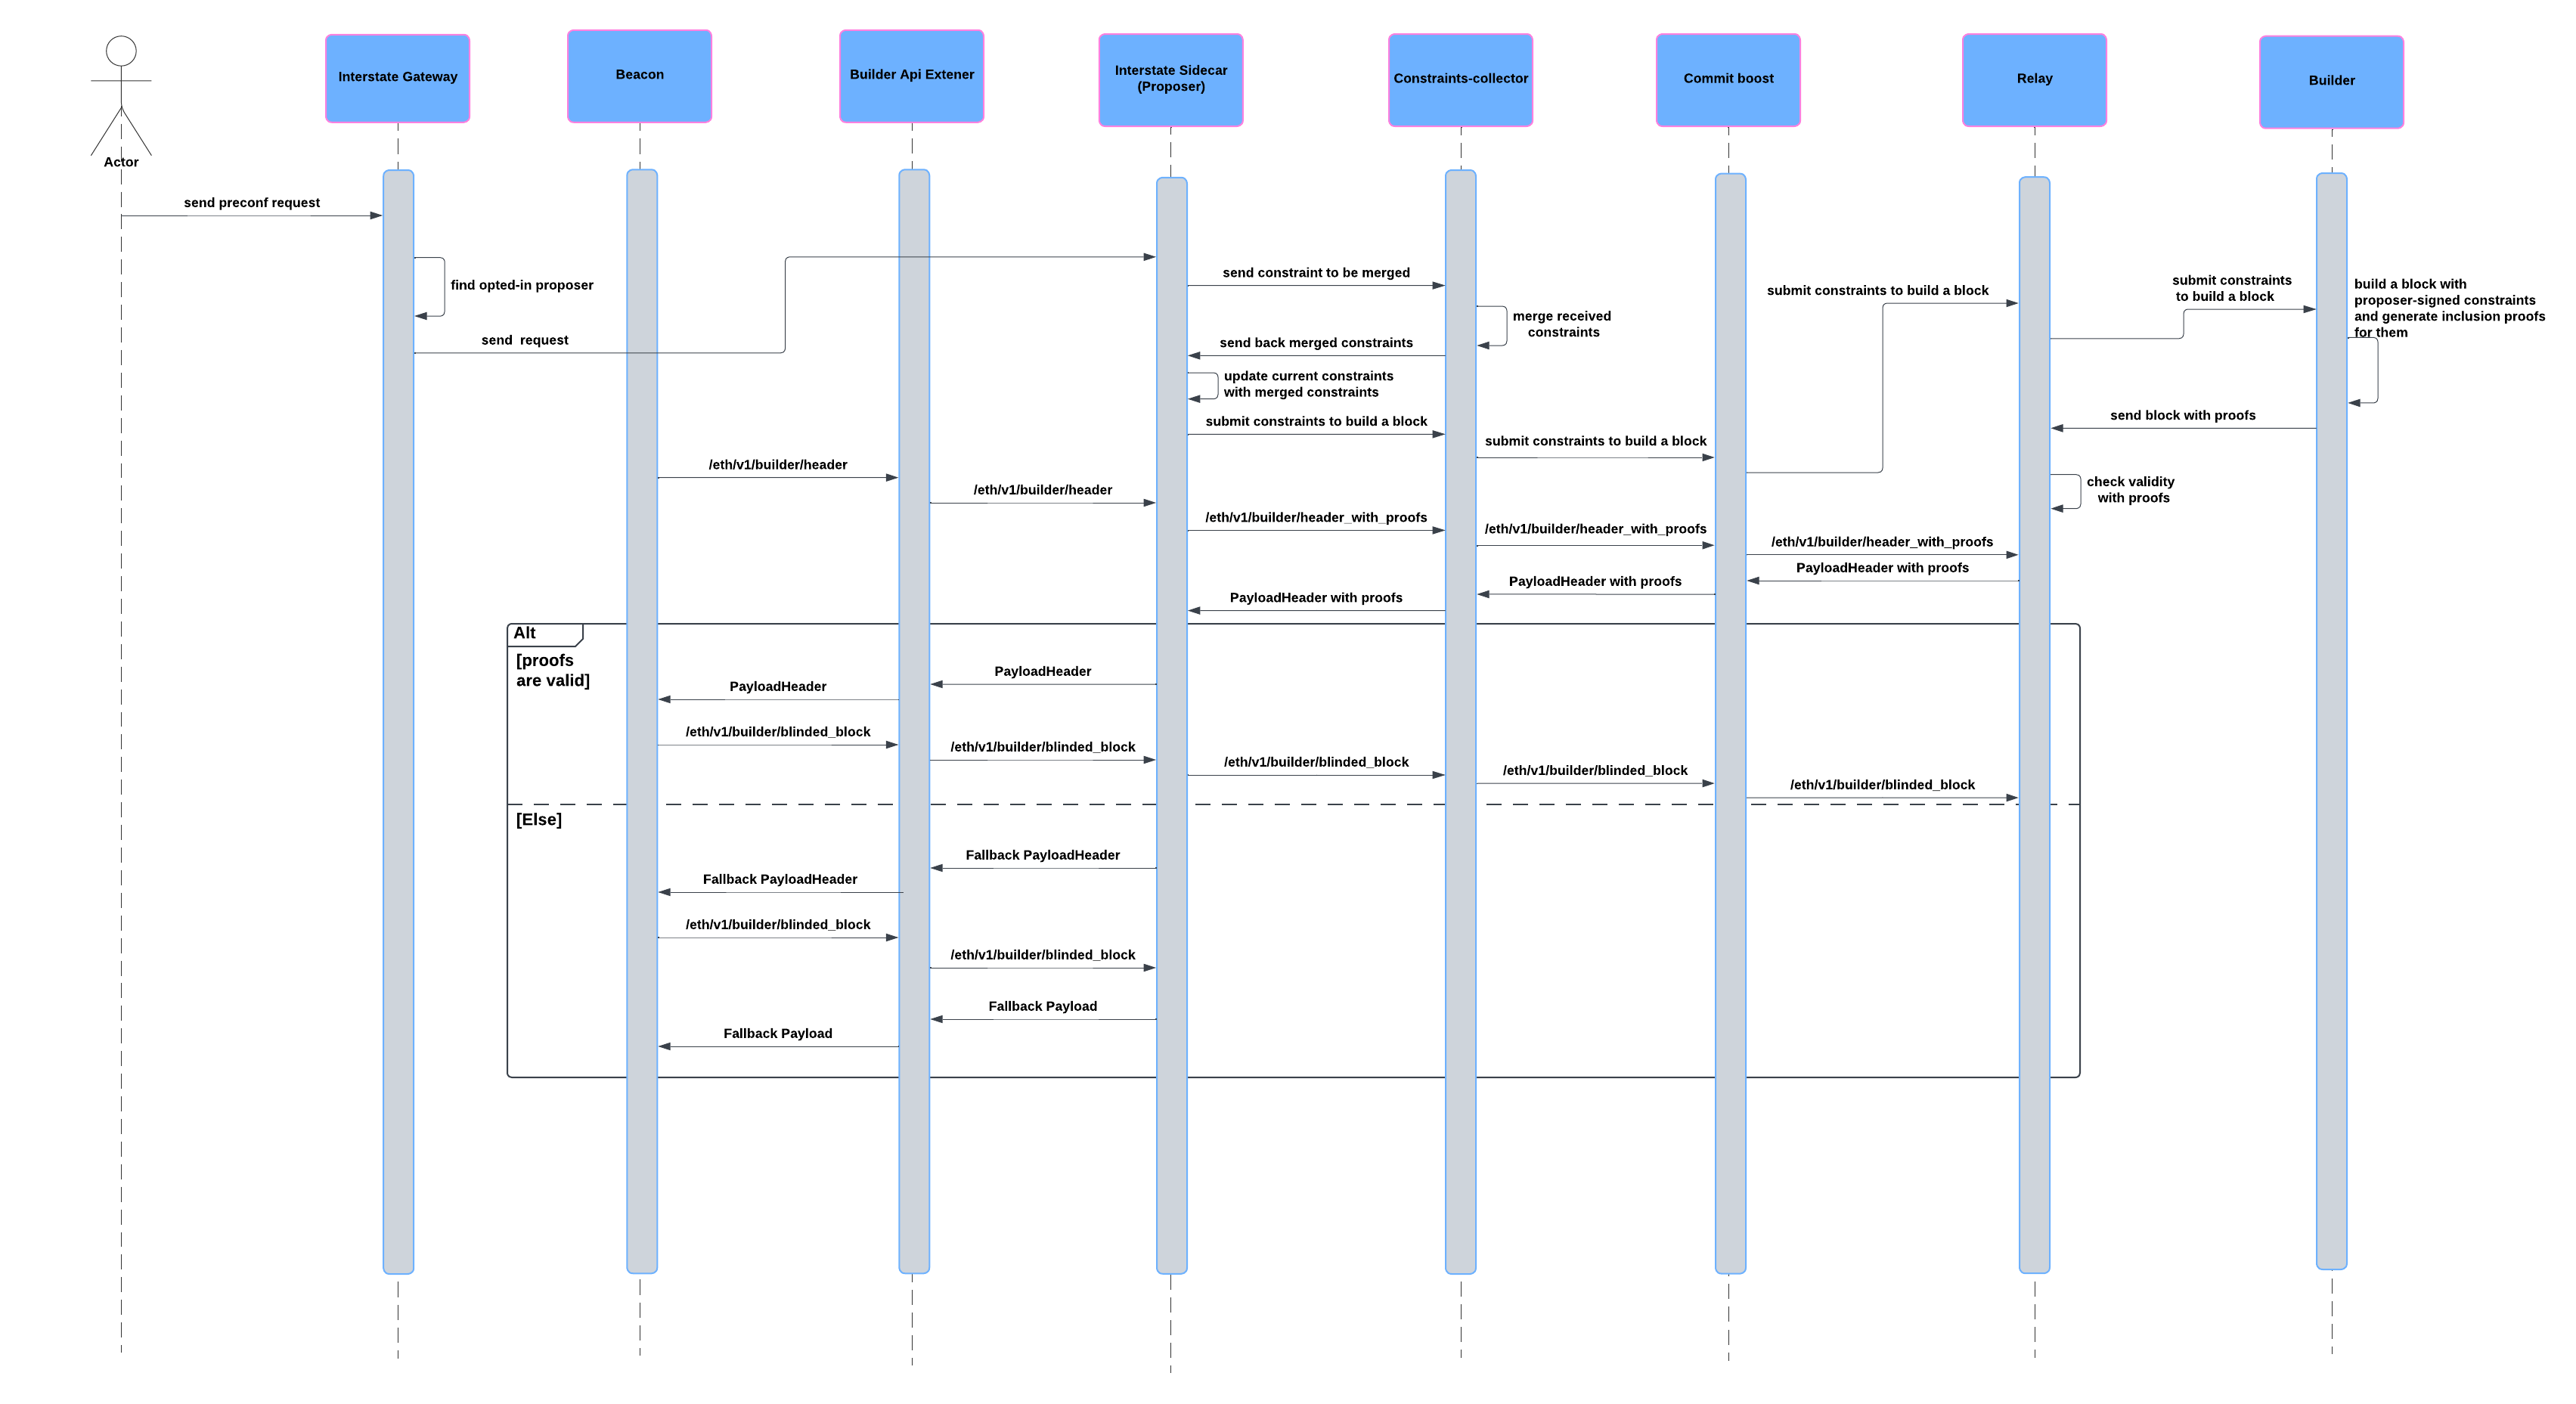 Interstate Gateway
Beacon
Builder Api Extener
Interstate Sidecar
(Proposer)
Constraints-collector
Commit boost
Relay
Builder
Actor
send preconf request
find opted-in proposer
send  request
send constraint to be merged
merge received
constraints
send back merged constraints
update current constraints
with merged constraints
submit constraints to build a block
submit constraints to build a block
submit constraints to build a block
submit constraints
to build a block
build a block with
proposer-signed constraints
and generate inclusion proofs
for them
send block with proofs
check validity
with proofs
/eth/v1/builder/header
/eth/v1/builder/header
/eth/v1/builder/header_with_proofs
/eth/v1/builder/header_with_proofs
/eth/v1/builder/header_with_proofs
PayloadHeader with proofs
PayloadHeader with proofs
PayloadHeader with proofs
Alt
[proofs
are valid]
PayloadHeader
PayloadHeader
/eth/v1/builder/blinded_block
/eth/v1/builder/blinded_block
/eth/v1/builder/blinded_block
/eth/v1/builder/blinded_block
/eth/v1/builder/blinded_block
[Else]
Fallback PayloadHeader
Fallback PayloadHeader
/eth/v1/builder/blinded_block
/eth/v1/builder/blinded_block
Fallback Payload
Fallback Payload